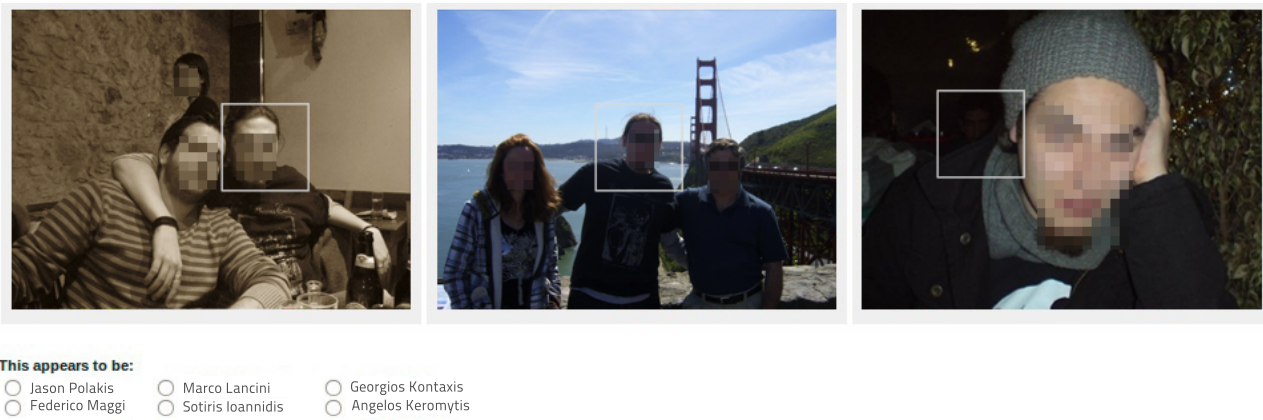 This appears to be:
Jason Polakis Marco Lancini Georgios Kontaxis
Federico Maggi Sotiris Ioannidis Angelos Keromytis